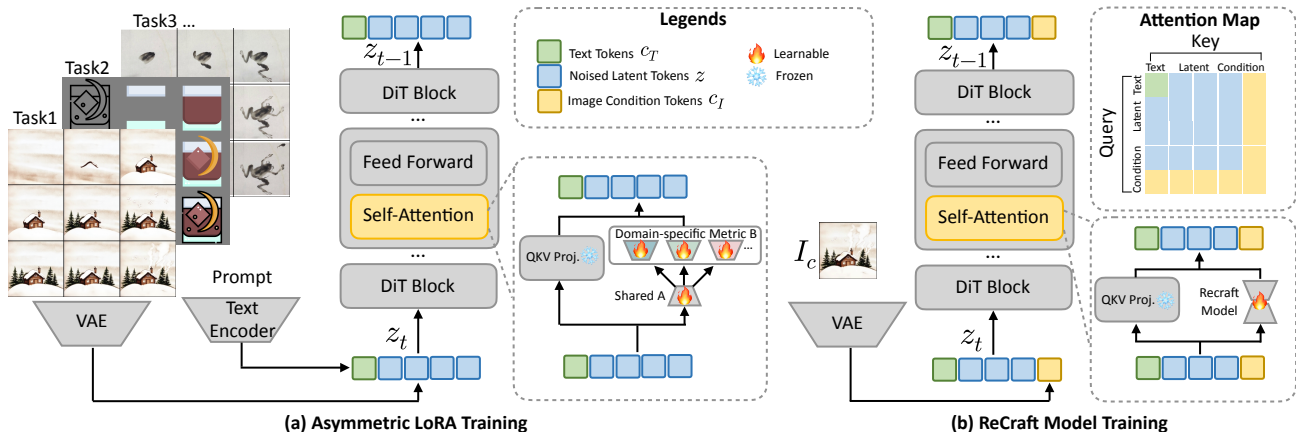 Task3 ...
Task2
Task1
VAE
Prompt
Text
Encoder
z_{t−1}
DiT Block
...
Feed Forward
Self-Attention
...
DiT Block
z_t
Legends
Text Tokens c_T
Noised Latent Tokens z
Image Condition Tokens c_I
Learnable
Frozen
QKV Proj.
Domain-specific Metric B
...
Shared A
(a) Asymmetric LoRA Training
I_c
VAE
z_{t−1}
DiT Block
...
Feed Forward
Self-Attention
...
DiT Block
z_t
Attention Map
Key
Text Latent Condition
Query
Text
Latent
Condition
QKV Proj.
Recraft
Model
(b) ReCraft Model Training